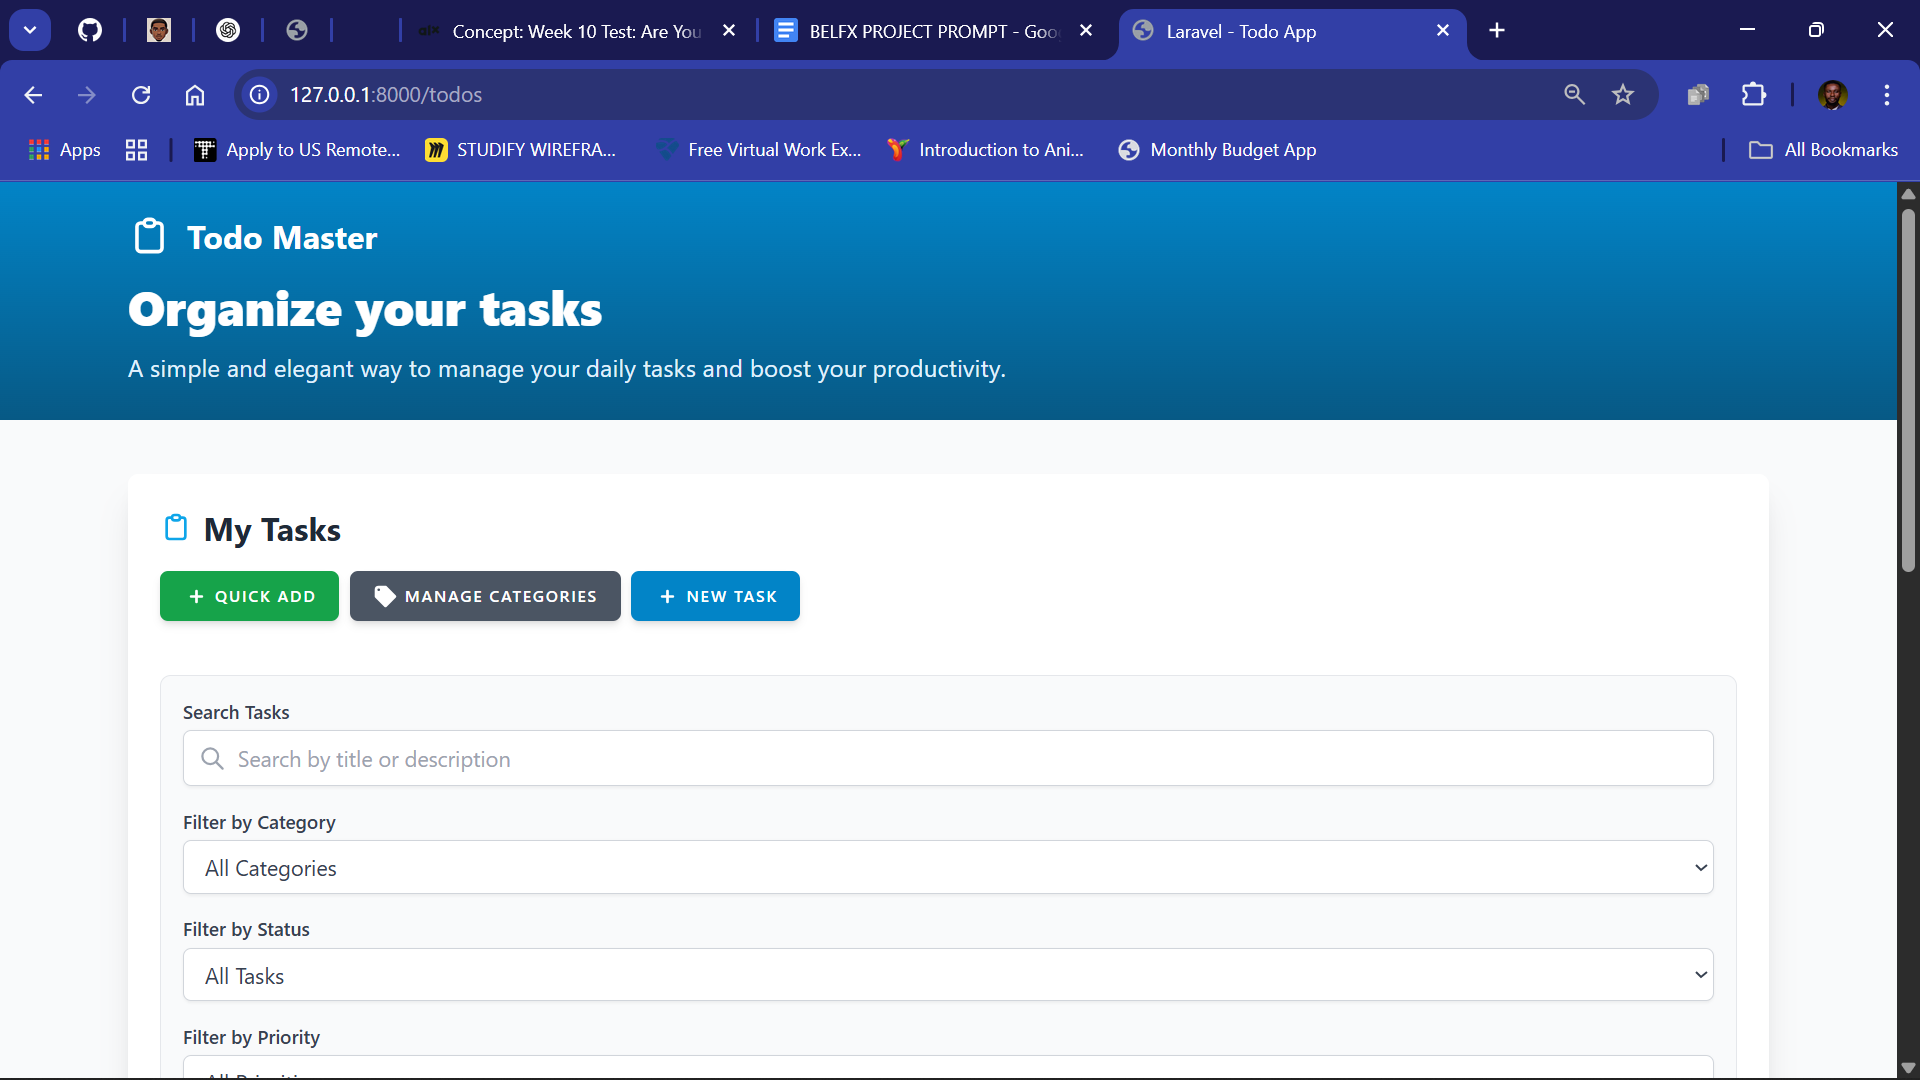 Concept: Week 10 Test: Are You
BELFX PROJECT PROMPT - Goo
Laravel - Todo App
127.0.0.1:8000/todos
Apps
Apply to US Remote...
STUDIFY WIREFRA...
Free Virtual Work Ex...
Introduction to Ani...
Monthly Budget App
All Bookmarks
Todo Master
Organize your tasks
A simple and elegant way to manage your daily tasks and boost your productivity.
My Tasks
QUICK ADD
MANAGE CATEGORIES
NEW TASK
Search Tasks
Search by title or description
Filter by Category
All Categories
Filter by Status
All Tasks
Filter by Priority